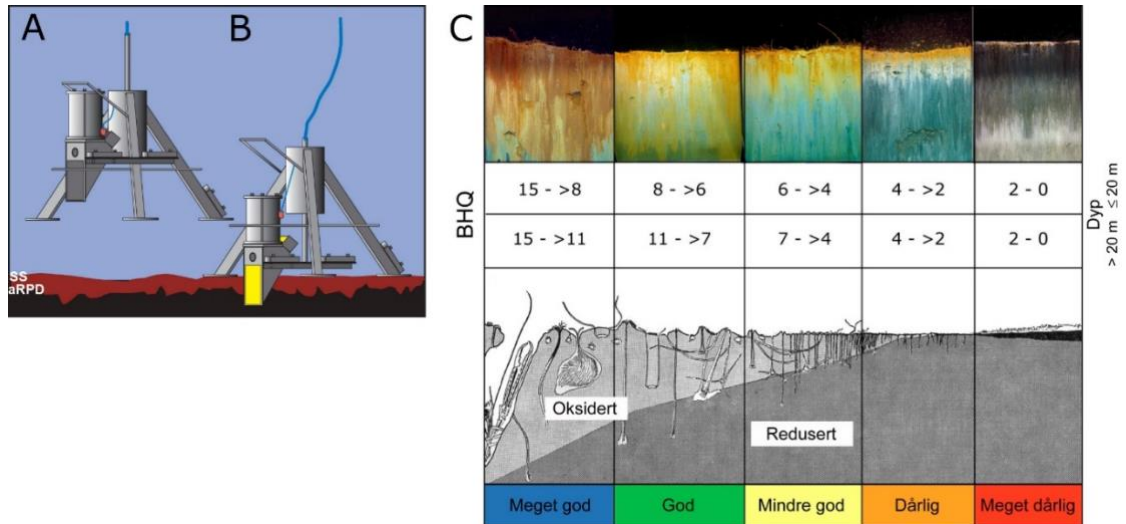 A
B
SS
aRPD
C
BHQ
15 - >8
8 - >6
6 - >4
4 - >2
2 - 0
15 - >11
11 - >7
7 - >4
4 - >2
2 - 0
Dyp
> 20 m ≤ 20 m
Oksidert
Redusert
Meget god
God
Mindre god
Dårlig
Meget dårlig